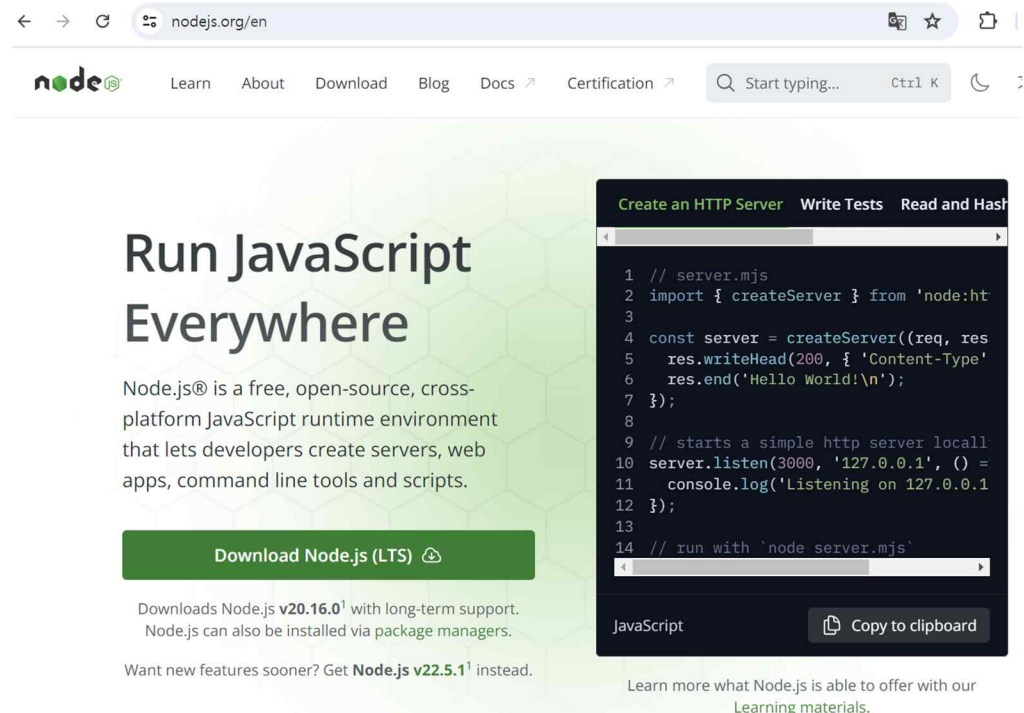 nodejs.org/en
node JS
Learn About Download Blog Docs Certification Start typing... Ctrl K
Run JavaScript
Everywhere
Node.js® is a free, open-source, cross-
platform JavaScript runtime environment
that lets developers create servers, web
apps, command line tools and scripts.
Download Node.js (LTS)
Downloads Node.js v20.16.0¹ with long-term support.
Node.js can also be installed via package managers.
Want new features sooner? Get Node.js v22.5.1¹ instead.
Create an HTTP Server Write Tests Read and Hash
1 // server.mjs
2 import { createServer } from 'node:ht
3
4 const server = createServer((req, res
5 res.writeHead(200, { 'Content-Type'
6 res.end('Hello World!\n');
7 });
8
9 // starts a simple http server locall
10 server.listen(3000, '127.0.0.1', () =
11 console.log('Listening on 127.0.0.1
12 });
13
14 // run with `node server.mjs`
JavaScript Copy to clipboard
Learn more what Node.js is able to offer with our
Learning materials.